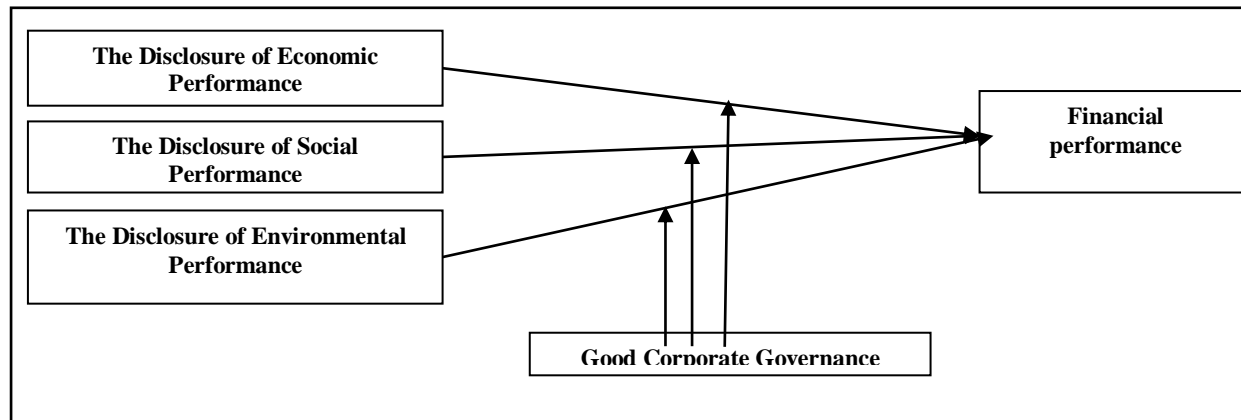 The Disclosure of Economic
Performance
The Disclosure of Social
Performance
The Disclosure of Environmental
Performance
Financial
performance
Good Corporate Governance